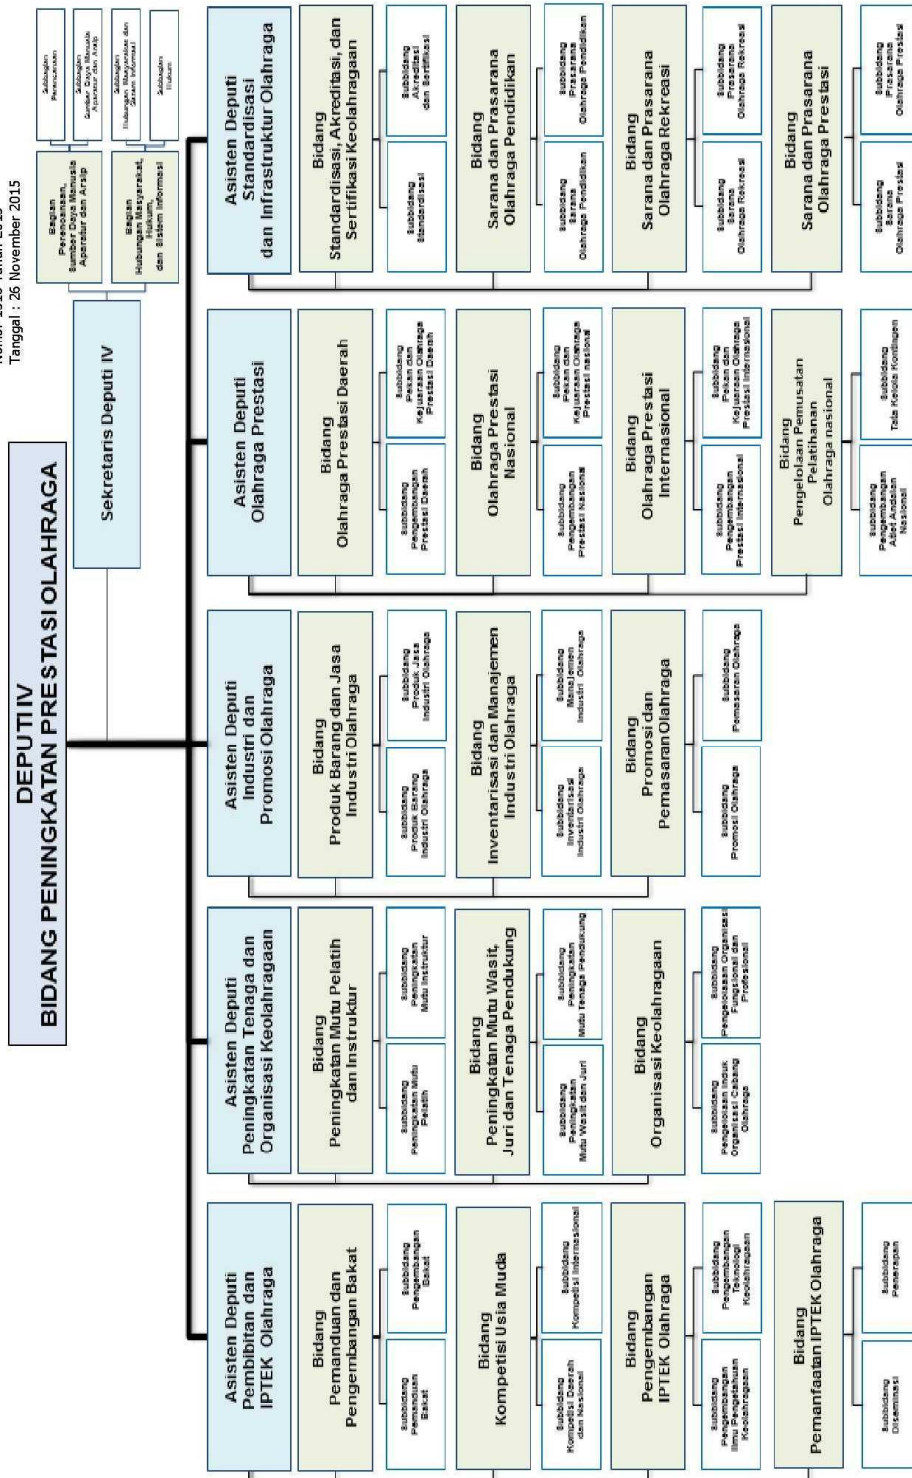 Tanggal : 26 November 2015
DEPUTI IV
BIDANG PENINGKATAN PRESTASI OLAHRAGA
Sekretaris Deputi IV
Bagian
Perencanaan,
Sumber Daya Manusia
Aparatur dan Arsip
Bagian
Hubungan Masyarakat,
Hukum,
dan Sistem Informasi
Subbagian
Perencanaan
Subbagian
Sumber Daya Manusia
Aparatur dan Arsip
Subbagian
Hubungan Masyarakat dan
Sistem Informasi
Subbagian
Hukum
Asisten Deputi
Pembibitan dan
IPTEK Olahraga
Bidang
Pemanduan dan
Pengembangan Bakat
Subbidang
Pemanduan
Bakat
Subbidang
Pengembangan
Bakat
Bidang
Kompetisi Usia Muda
Subbidang
Kompetisi Daerah
dan Nasional
Subbidang
Kompetisi Internasional
Bidang
Pengembangan
IPTEK Olahraga
Subbidang
Pengembangan
Ilmu Pengetahuan
Keolahragaan
Subbidang
Pengembangan
Teknologi
Keolahragaan
Bidang
Pemanfaatan IPTEK Olahraga
Subbidang
Diseminasi
Subbidang
Penerapan
Asisten Deputi
Peningkatan Tenaga dan
Organisasi Keolahragaan
Bidang
Peningkatan Mutu Pelatih
dan Instruktur
Subbidang
Peningkatan Mutu
Pelatih
Subbidang
Peningkatan
Mutu Instruktur
Bidang
Peningkatan Mutu Wasit,
Juri dan Tenaga Pendukung
Subbidang
Peningkatan
Mutu Wasit dan Juri
Subbidang
Peningkatan
Mutu Tenaga Pendukung
Bidang
Organisasi Keolahragaan
Subbidang
Pengelolaan Induk
Organisasi Cabang
Olahraga
Subbidang
Pengelolaaan Organisasi
Fungsional dan
Profesional
Asisten Deputi
Industri dan
Promosi Olahraga
Bidang
Produk Barang dan Jasa
Industri Olahraga
Subbidang
Produk Barang
Industri Olahraga
Subbidang
Produk Jasa
Industri Olahraga
Bidang
Inventarisasi dan Manajemen
Industri Olahraga
Subbidang
Inventarisasi
Industri Olahraga
Subbidang
Manajemen
Industri Olahraga
Bidang
Promosi dan
Pemasaran Olahraga
Subbidang
Promosi Olahraga
Subbidang
Pemasaran Olahraga
Asisten Deputi
Olahraga Prestasi
Bidang
Olahraga Prestasi Daerah
Subbidang
Pengembangan
Prestasi Daerah
Subbidang
Pekan dan
Kejuaraan Olahraga
Prestasi Daerah
Bidang
Olahraga Prestasi
Nasional
Subbidang
Pengembangan
Prestasi Nasional
Subbidang
Pekan dan
Kejuaraan Olahraga
Prestasi nasional
Bidang
Olahraga Prestasi
Internasional
Subbidang
Pengembangan
Prestasi Internasional
Subbidang
Pekan dan
Kejuaraan Olahraga
Prestasi Internasional
Bidang
Pengelolaan Pemusatan
Pelatihanan
Olahraga nasional
Subbidang
Pengembangan
Atlet Andalan
Nasional
Subbidang
Tata Kelola Kontingen
Asisten Deputi
Standardisasi
dan Infrastruktur Olahraga
Bidang
Standardisasi, Akreditasi, dan
Sertifikasi Keolahragaan
Subbidang
Standardisasi
Subbidang
Akreditasi
dan Sertifikasi
Bidang
Sarana dan Prasarana
Olahraga Pendidikan
Subbidang
Sarana
Olahraga Pendidikan
Subbidang
Prasarana
Olahraga Pendidikan
Bidang
Sarana dan Prasarana
Olahraga Rekreasi
Subbidang
Sarana
Olahraga Rekreasi
Subbidang
Prasarana
Olahraga Rekreasi
Bidang
Sarana dan Prasarana
Olahraga Prestasi
Subbidang
Sarana
Olahraga Prestasi
Subbidang
Prasarana
Olahraga Prestasi